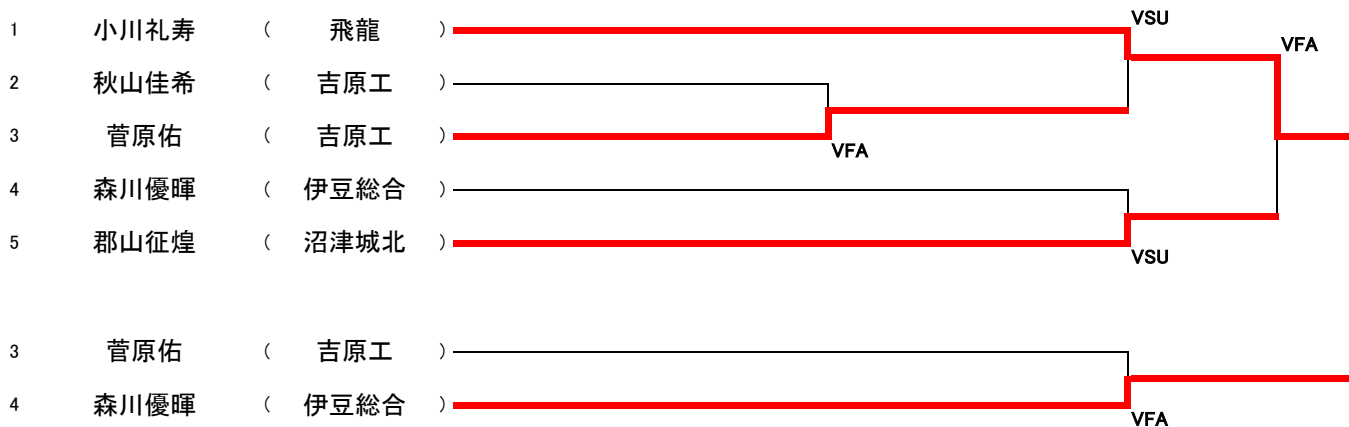 VSU
1 小川礼寿 ( 飛龍 )
VFA
2 秋山佳希 ( 吉原工 )
3 菅原佑 ( 吉原工 )
VFA
4 森川優暉 ( 伊豆総合 )
5 郡山征煌 ( 沼津城北 )
VSU
3 菅原佑 ( 吉原工 )
4 森川優暉 ( 伊豆総合 )
VFA